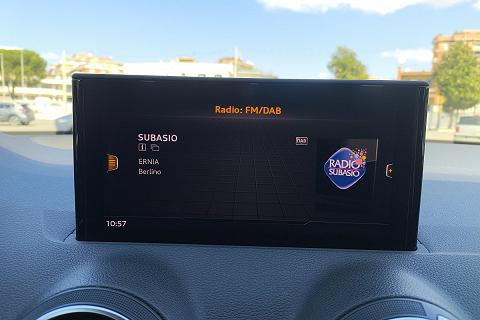 Radio: FM/DAB
SUBASIO
DAB
ERNIA
Berlino
RADIO
SUBASIO
10:57